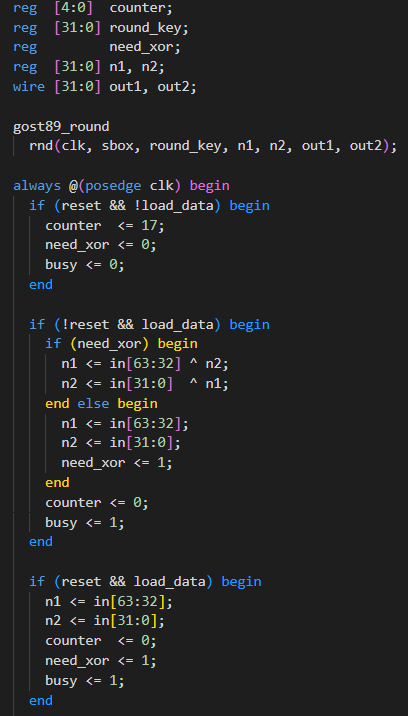 reg  [4:0]  counter;
reg  [31:0] round_key;
reg         need_xor;
reg  [31:0] n1, n2;
wire [31:0] out1, out2;

gost89_round
  rnd(clk, sbox, round_key, n1, n2, out1, out2);

always @(posedge clk) begin
  if (reset && !load_data) begin
    counter  <= 17;
    need_xor <= 0;
    busy <= 0;
  end

  if (!reset && load_data) begin
    if (need_xor) begin
      n1 <= in[63:32] ^ n2;
      n2 <= in[31:0]  ^ n1;
    end else begin
      n1 <= in[63:32];
      n2 <= in[31:0];
      need_xor <= 1;
    end
    counter <= 0;
    busy <= 1;
  end

  if (reset && load_data) begin
    n1 <= in[63:32];
    n2 <= in[31:0];
    counter  <= 0;
    need_xor <= 1;
    busy <= 1;
  end